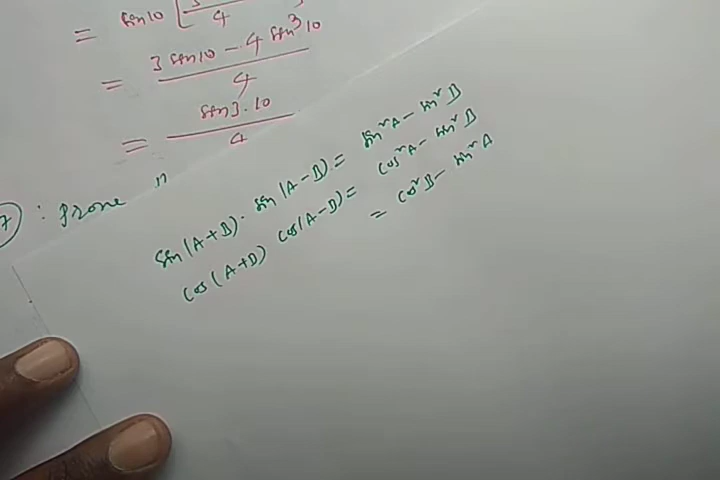 = sin10 [
4
= 3 sin10 - 4 sin³10
4
= sin3.10
4
7) : Prove "
sin(A+B). sin(A-B) = sin²A - sin²B
cos(A+B) cos(A-B) = cos²A - sin²B
= cos²B - sin²A